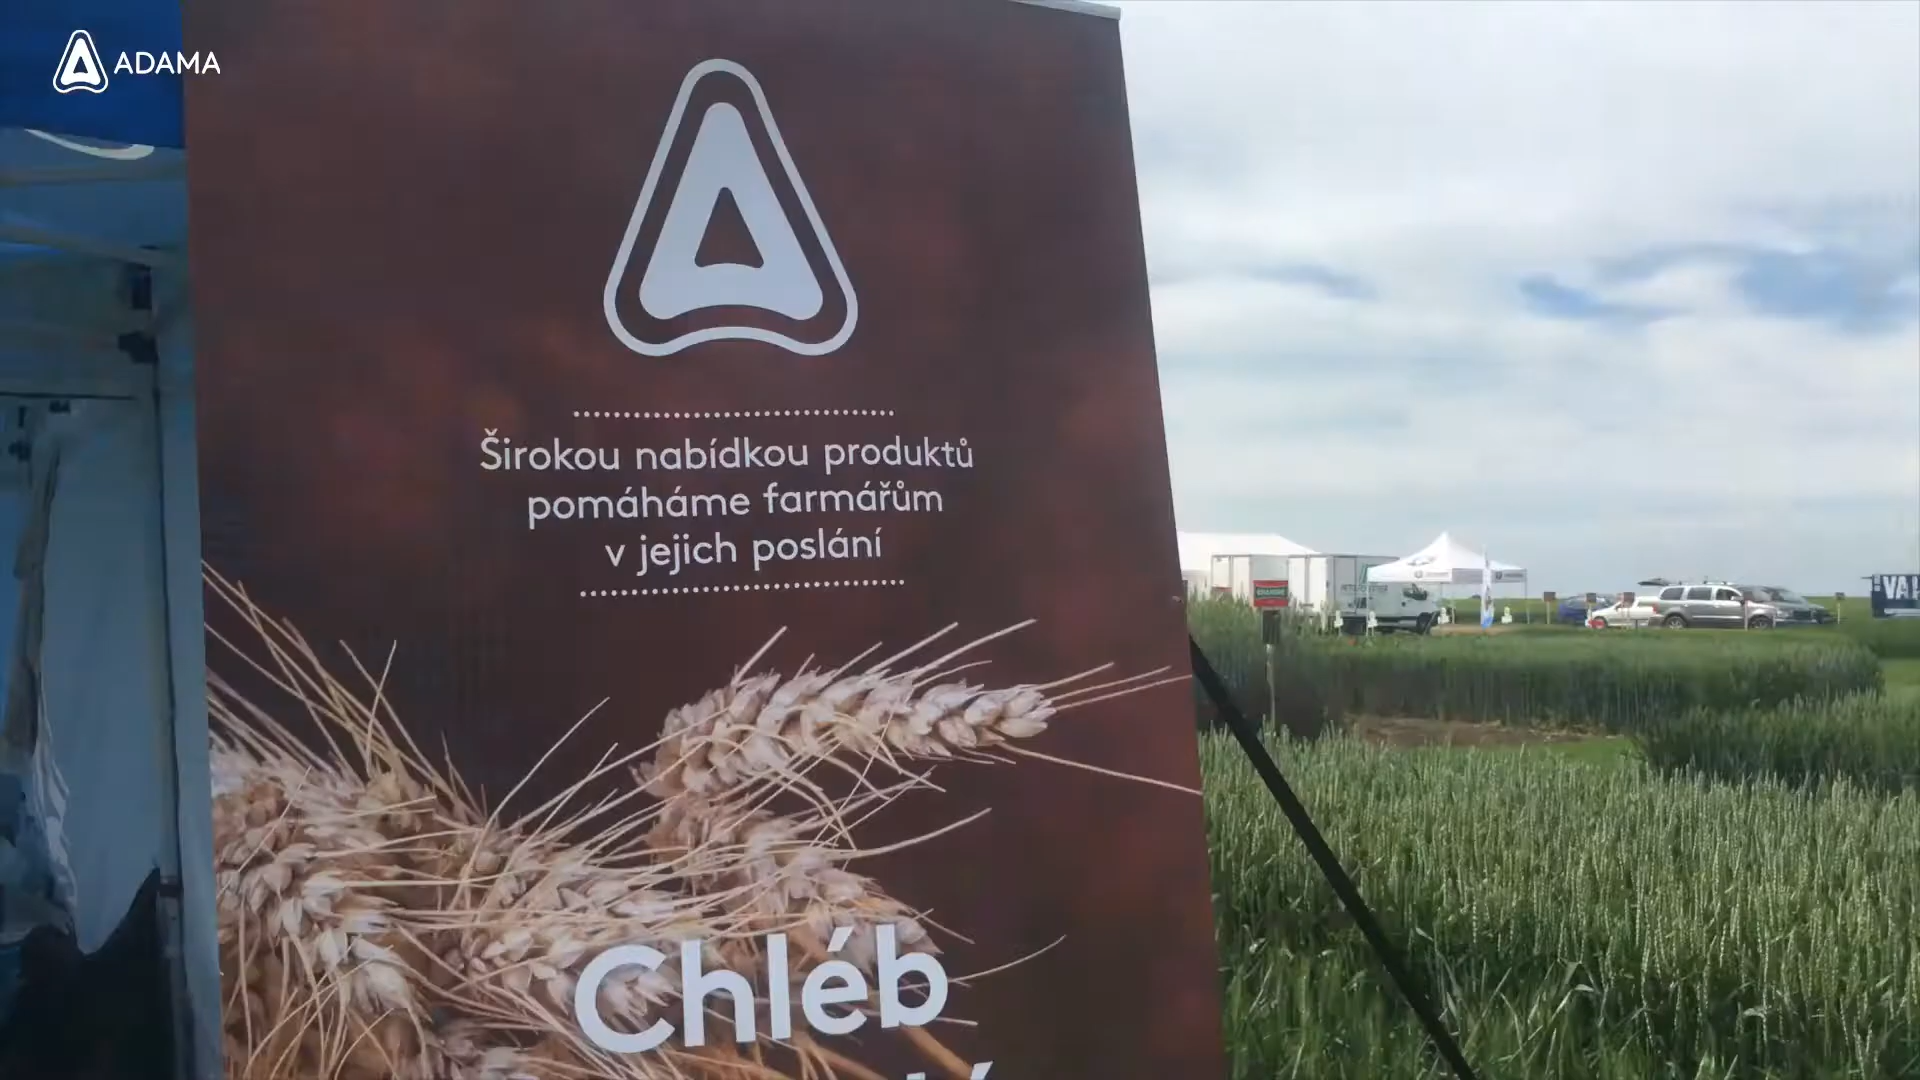 ADAMA
Širokou nabídkou produktů
pomáháme farmářům
v jejich poslání
Chléb